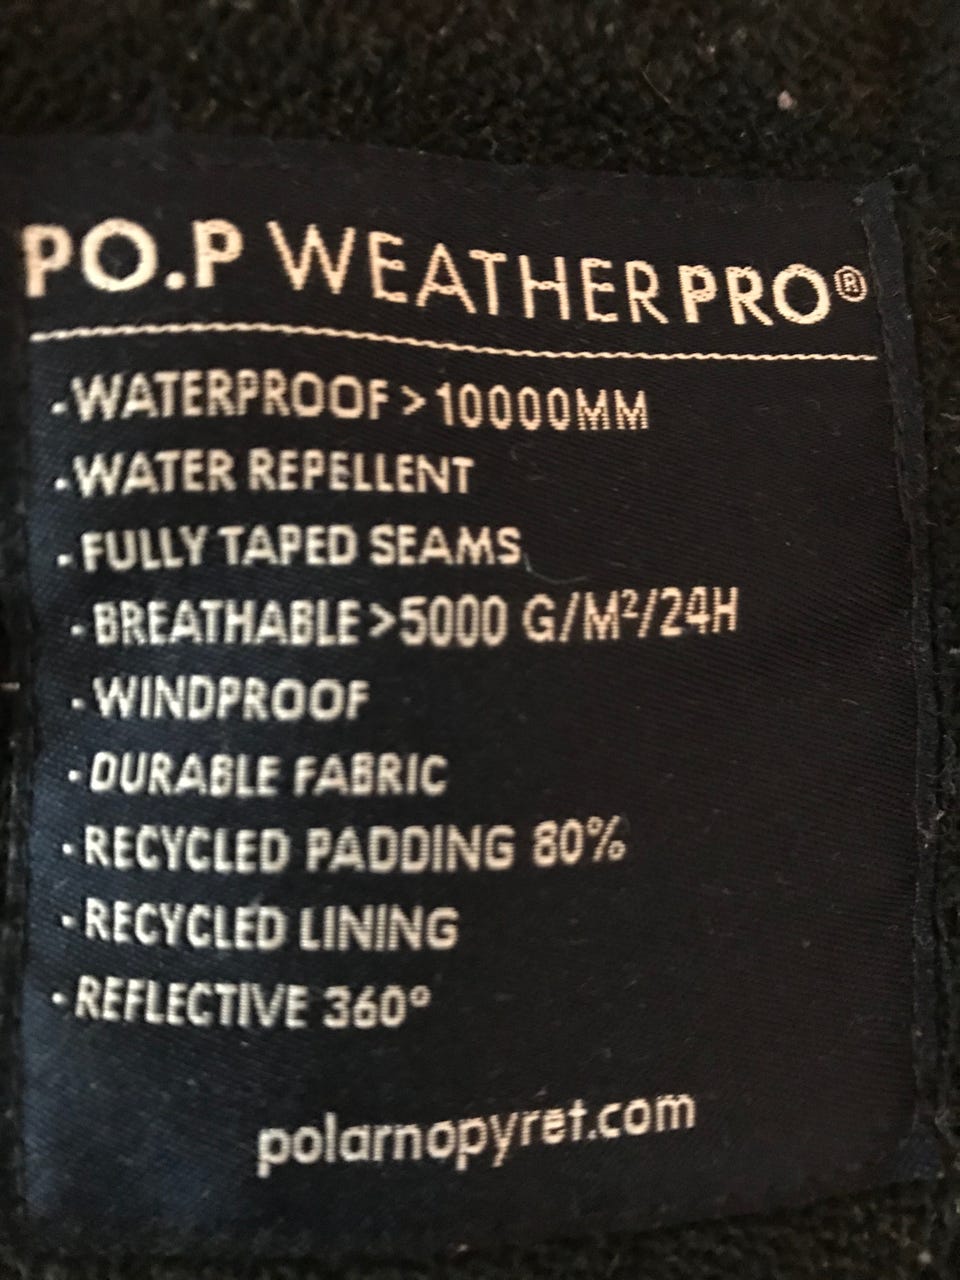 PO.P WEATHERPRO®
-WATERPROOF>10000MM
-WATER REPELLENT
-FULLY TAPED SEAMS
-BREATHABLE>5000 G/M²/24H
-WINDPROOF
-DURABLE FABRIC
-RECYCLED PADDING 80%
-RECYCLED LINING
-REFLECTIVE 360°
polarnopyret.com